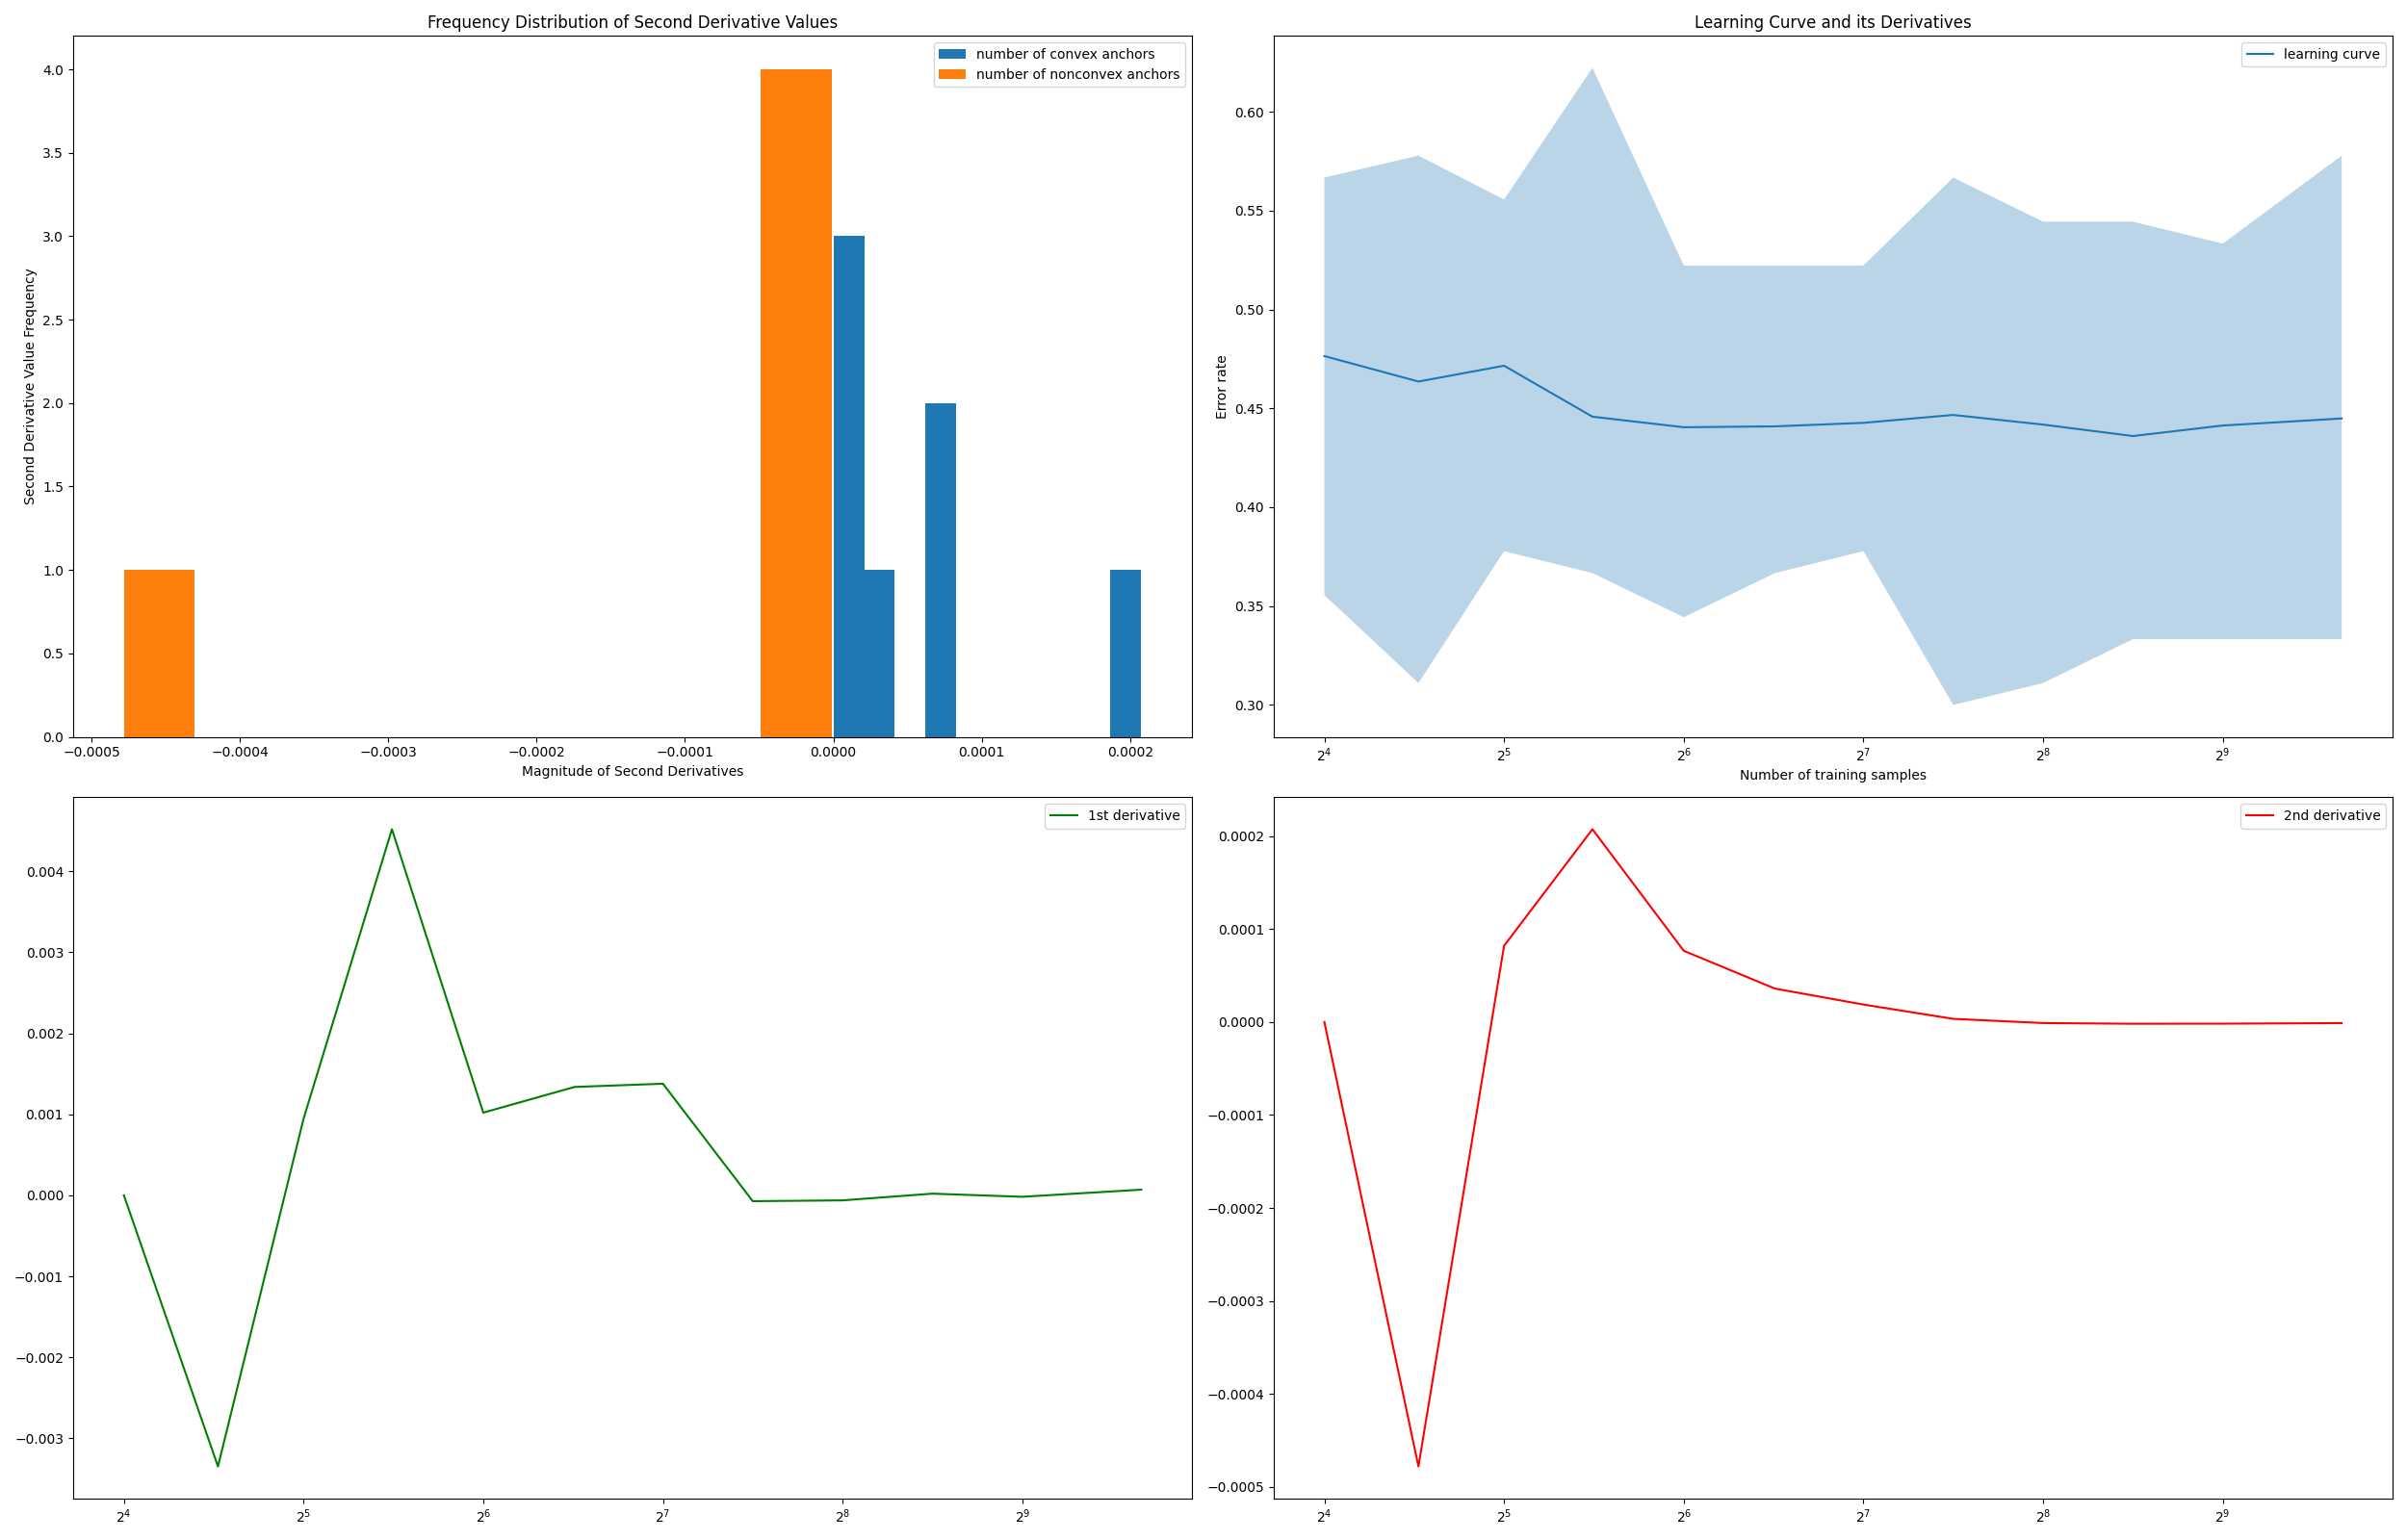 Frequency Distribution of Second Derivative Values
number of convex anchors
number of nonconvex anchors
4.0
3.5
3.0
2.5
2.0
1.5
1.0
0.5
0.0
Second Derivative Value Frequency
−0.0005 −0.0004 −0.0003 −0.0002 −0.0001 0.0000 0.0001 0.0002
Magnitude of Second Derivatives
Learning Curve and its Derivatives
learning curve
0.60
0.55
0.50
0.45
0.40
0.35
0.30
Error rate
2⁴ 2⁵ 2⁶ 2⁷ 2⁸ 2⁹
Number of training samples
1st derivative
0.004
0.003
0.002
0.001
0.000
−0.001
−0.002
−0.003
2⁴ 2⁵ 2⁶ 2⁷ 2⁸ 2⁹
2nd derivative
0.0002
0.0001
0.0000
−0.0001
−0.0002
−0.0003
−0.0004
−0.0005
2⁴ 2⁵ 2⁶ 2⁷ 2⁸ 2⁹